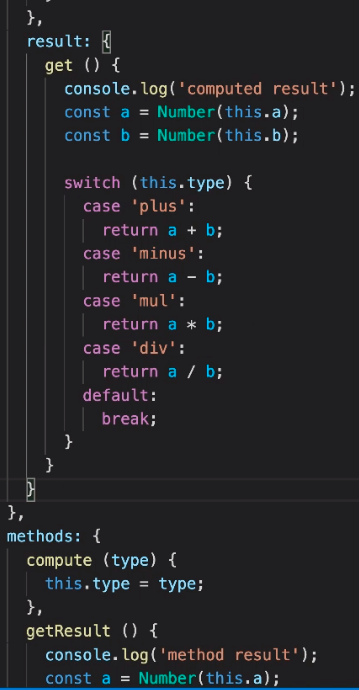 },
result: {
get () {
console.log('computed result');
const a = Number(this.a);
const b = Number(this.b);
switch (this.type) {
case 'plus':
return a + b;
case 'minus':
return a - b;
case 'mul':
return a * b;
case 'div':
return a / b;
default:
break;
}
}
}
},
methods: {
compute (type) {
this.type = type;
},
getResult () {
console.log('method result');
const a = Number(this.a);